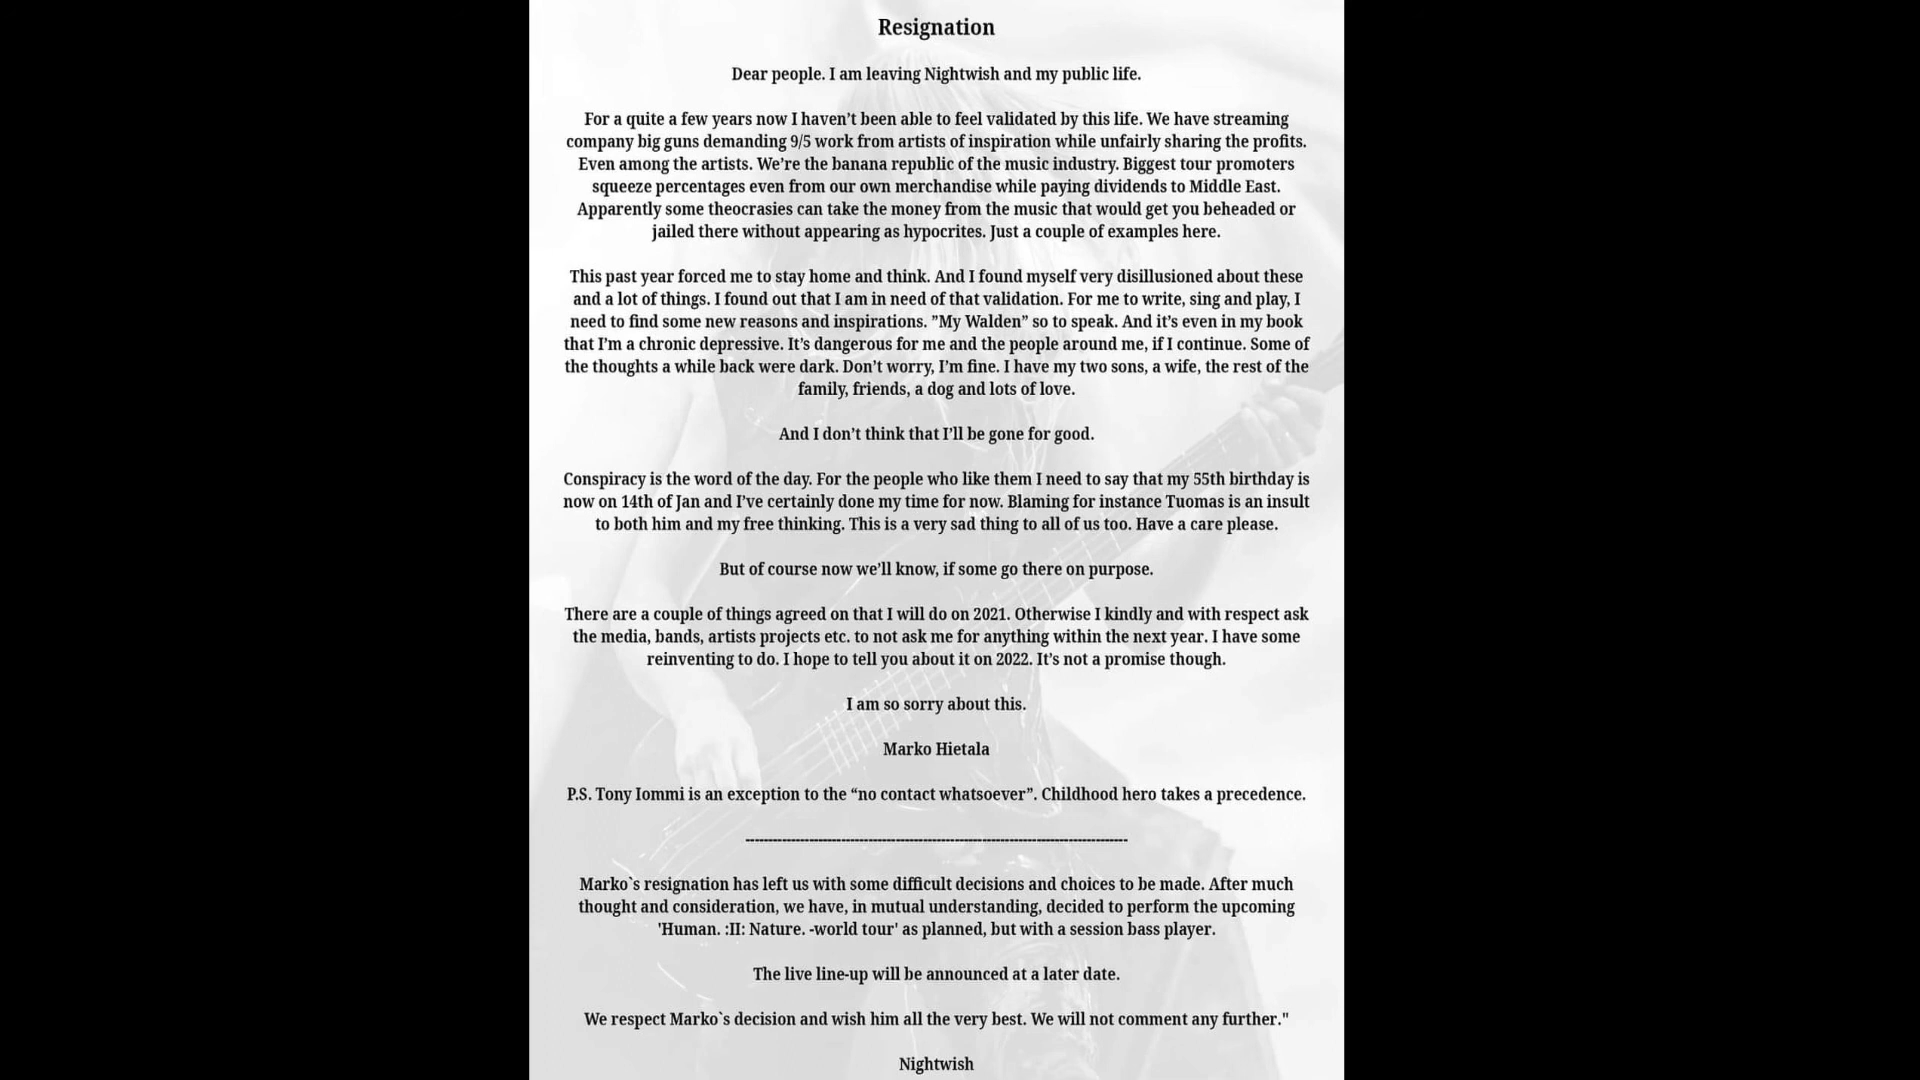 Resignation
Dear people. I am leaving Nightwish and my public life.
For a quite a few years now I haven’t been able to feel validated by this life. We have streaming
company big guns demanding 9/5 work from artists of inspiration while unfairly sharing the profits.
Even among the artists. We’re the banana republic of the music industry. Biggest tour promoters
squeeze percentages even from our own merchandise while paying dividends to Middle East.
Apparently some theocrasies can take the money from the music that would get you beheaded or
jailed there without appearing as hypocrites. Just a couple of examples here.
This past year forced me to stay home and think. And I found myself very disillusioned about these
and a lot of things. I found out that I am in need of that validation. For me to write, sing and play, I
need to find some new reasons and inspirations. ”My Walden” so to speak. And it’s even in my book
that I’m a chronic depressive. It’s dangerous for me and the people around me, if I continue. Some of
the thoughts a while back were dark. Don’t worry, I’m fine. I have my two sons, a wife, the rest of the
family, friends, a dog and lots of love.
And I don’t think that I’ll be gone for good.
Conspiracy is the word of the day. For the people who like them I need to say that my 55th birthday is
now on 14th of Jan and I’ve certainly done my time for now. Blaming for instance Tuomas is an insult
to both him and my free thinking. This is a very sad thing to all of us too. Have a care please.
But of course now we’ll know, if some go there on purpose.
There are a couple of things agreed on that I will do on 2021. Otherwise I kindly and with respect ask
the media, bands, artists projects etc. to not ask me for anything within the next year. I have some
reinventing to do. I hope to tell you about it on 2022. It’s not a promise though.
I am so sorry about this.
Marko Hietala
P.S. Tony Iommi is an exception to the “no contact whatsoever”. Childhood hero takes a precedence.
-------------------------------------------------------------------------------------
Marko`s resignation has left us with some difficult decisions and choices to be made. After much
thought and consideration, we have, in mutual understanding, decided to perform the upcoming
'Human. :II: Nature. -world tour' as planned, but with a session bass player.
The live line-up will be announced at a later date.
We respect Marko`s decision and wish him all the very best. We will not comment any further."
Nightwish